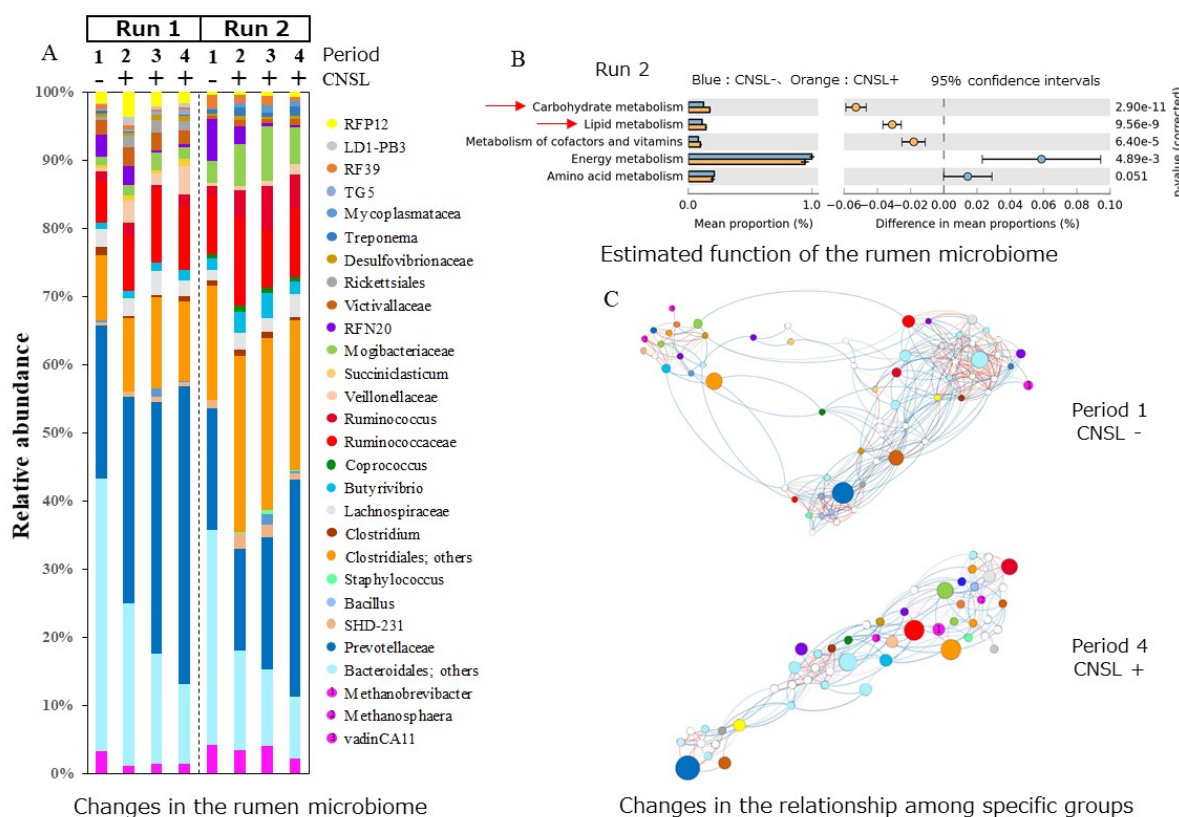 Run 1 Run 2
A 1 2 3 4 1 2 3 4 Period
- + + + - + + + CNSL
100%
90%
80%
70%
60%
50%
40%
30%
20%
10%
0%
Relative abundance
RFP12
LD1-PB3
RF39
TG5
Mycoplasmatacea
Treponema
Desulfovibrionaceae
Rickettsiales
Victivallaceae
RFN20
Mogibacteriaceae
Succiniclasticum
Veillonellaceae
Ruminococcus
Ruminococcaceae
Coprococcus
Butyrivibrio
Lachnospiraceae
Clostridium
Clostridiales; others
Staphylococcus
Bacillus
SHD-231
Prevotellaceae
Bacteroidales; others
1 Methanobrevibacter
2 Methanosphaera
3 vadinCA11
Changes in the rumen microbiome
B
Run 2
Blue : CNSL-、Orange : CNSL+ 95% confidence intervals
Carbohydrate metabolism 2.90e-11
Lipid metabolism 9.56e-9
Metabolism of cofactors and vitamins 6.40e-5
Energy metabolism 4.89e-3
Amino acid metabolism 0.051
p-value (corrected)
0.0 1.0 −0.06 −0.04 −0.02 0.00 0.02 0.04 0.06 0.08 0.10
Mean proportion (%) Difference in mean proportions (%)
Estimated function of the rumen microbiome
C
Period 1
CNSL -
Period 4
CNSL +
Changes in the relationship among specific groups